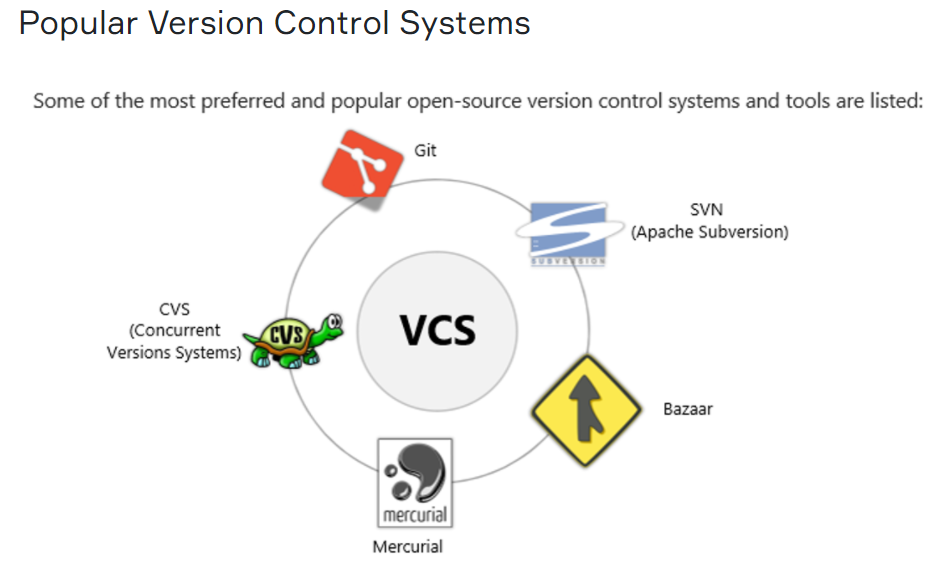 Popular Version Control Systems
Some of the most preferred and popular open-source version control systems and tools are listed:
Git
SVN
(Apache Subversion)
SUBVERSION
CVS
(Concurrent
Versions Systems)
CVS
VCS
Bazaar
mercurial
Mercurial